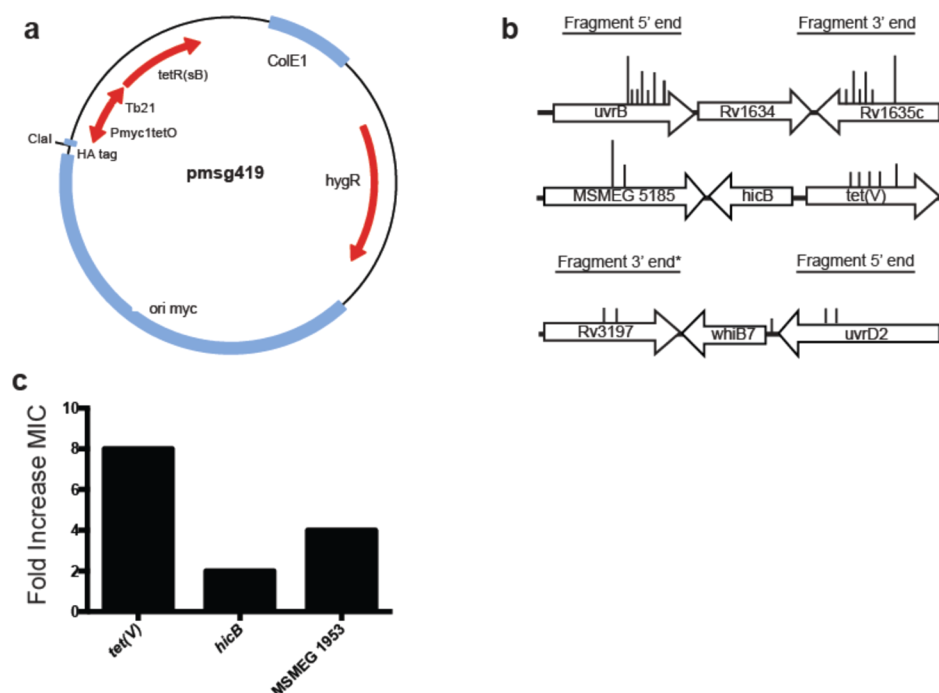 a
tetR(sB)
ColE1
Tb21
Pmyc1tetO
ClaI
HA tag
pmsg419
hygR
ori myc
b
Fragment 5’ end
Fragment 3’ end
uvrB
Rv1634
Rv1635c
MSMEG 5185
hicB
tet(V)
Fragment 3’ end*
Fragment 5’ end
Rv3197
whiB7
uvrD2
c
Fold Increase MIC
10
8
6
4
2
0
tet(V)
hicB
MSMEG 1953